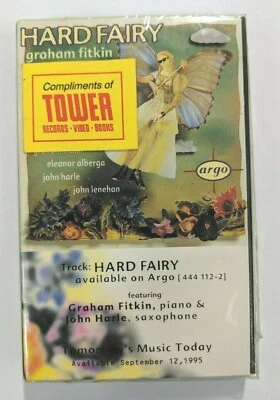 HARD FAIRY
graham fitkin
Compliments of
TOWER
RECORDS · VIDEO · BOOKS
eleanor alberga
john harle
john lenehan
argo
Track: HARD FAIRY
available on Argo [444 112-2]
featuring
Graham Fitkin, piano &
John Harle, saxophone
Tomorrow's Music Today
Available September 12, 1995